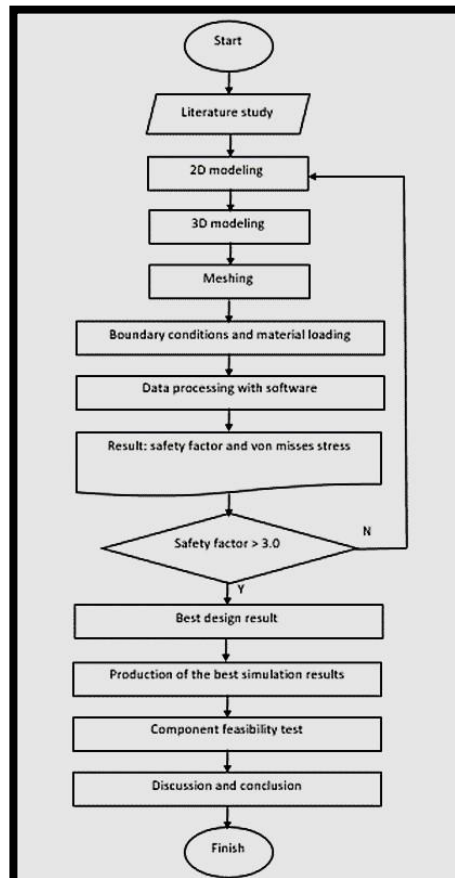 Start
Literature study
2D modeling
3D modeling
Meshing
Boundary conditions and material loading
Data processing with software
Result: safety factor and von misses stress
Safety factor > 3.0
N
Y
Best design result
Production of the best simulation results
Component feasibility test
Discussion and conclusion
Finish